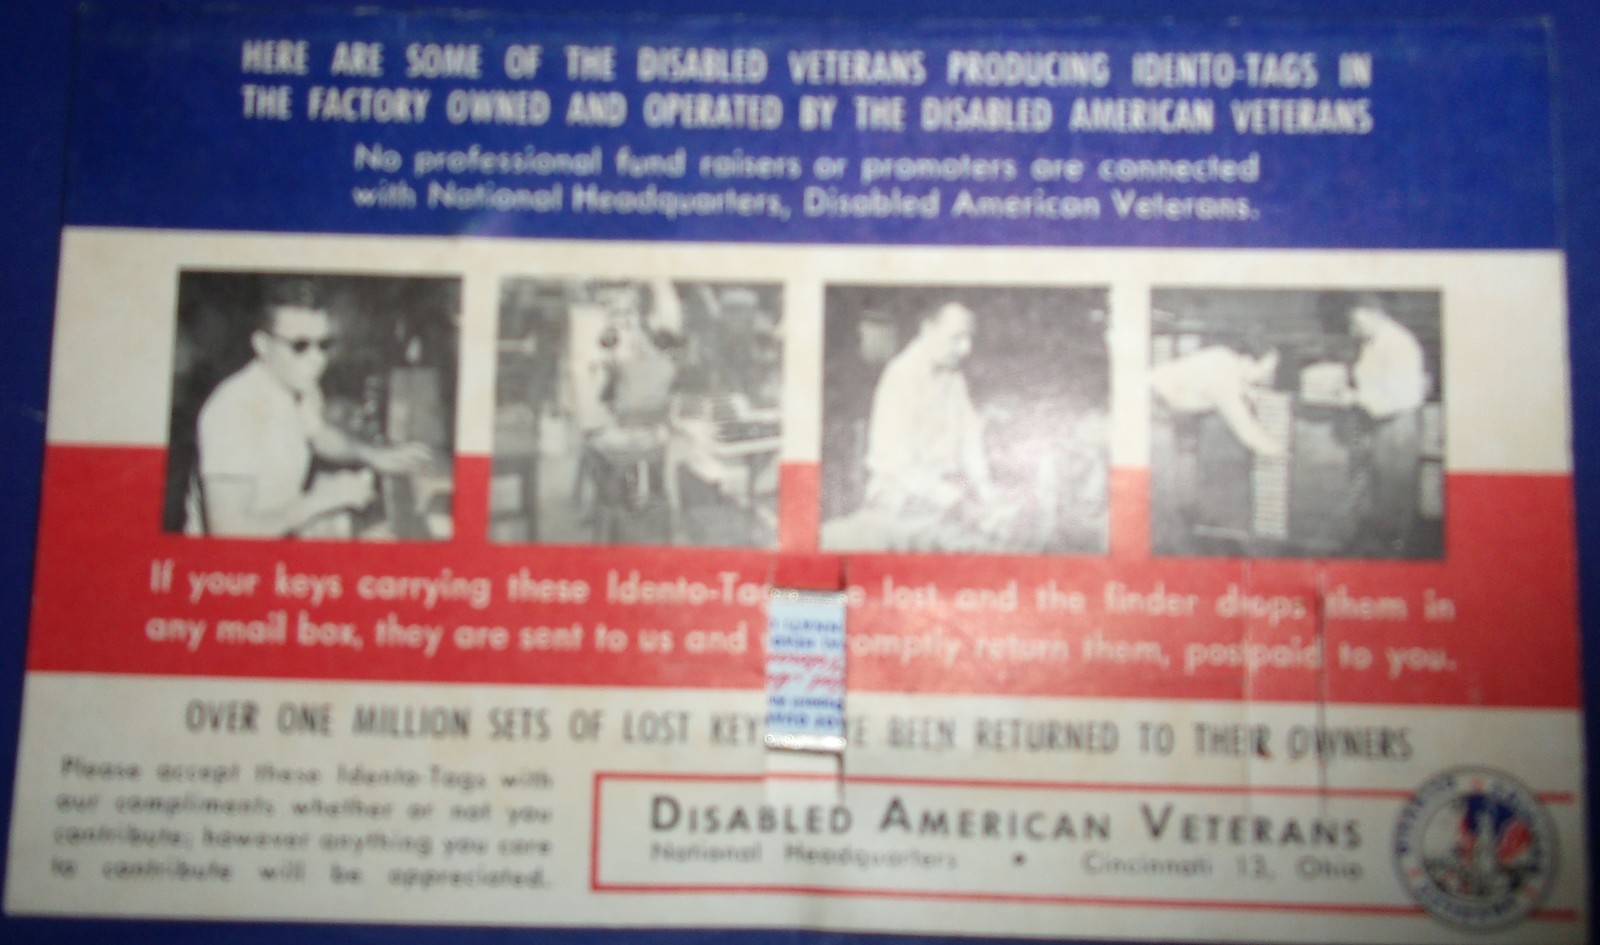 HERE ARE SOME OF THE DISABLED VETERANS PRODUCING IDENTO-TAGS IN
THE FACTORY OWNED AND OPERATED BY THE DISABLED AMERICAN VETERANS
No professional fund raisers or promoters are connected
with National Headquarters, Disabled American Veterans.
If your keys carrying these Idento-Tag e lost and the finder drops them in
any mail box, they are sent to us and omptly return them, postpaid to you.
OVER ONE MILLION SETS OF LOST KEY E BEEN RETURNED TO THEIR OWNERS
Please accept these Idento-Tags with
our compliments whether or not you
contribute; however anything you care
to contribute will be appreciated.
DISABLED AMERICAN VETERANS
National Headquarters • Cincinnati 13, Ohio